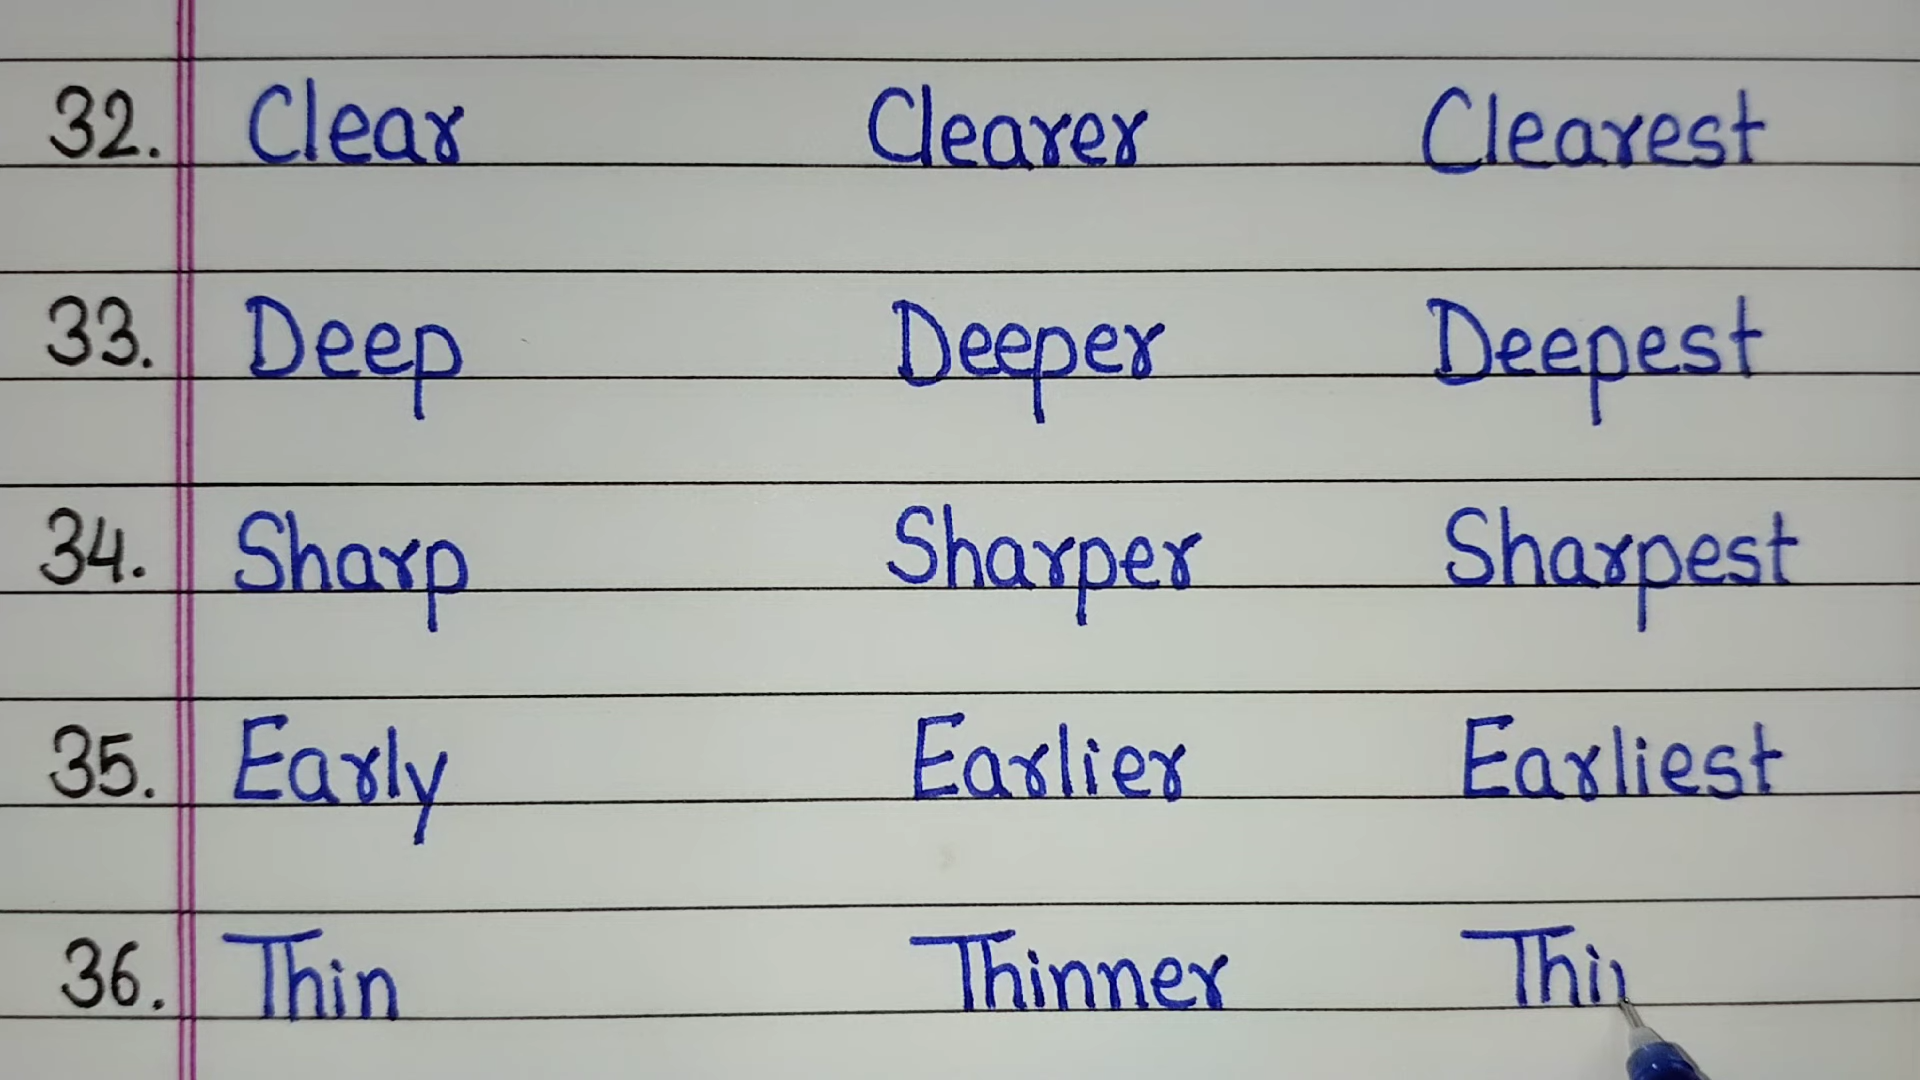 32. Clear Clearer Clearest
33. Deep Deeper Deepest
34. Sharp Sharper Sharpest
35. Early Earlier Earliest
36. Thin Thinner Thi